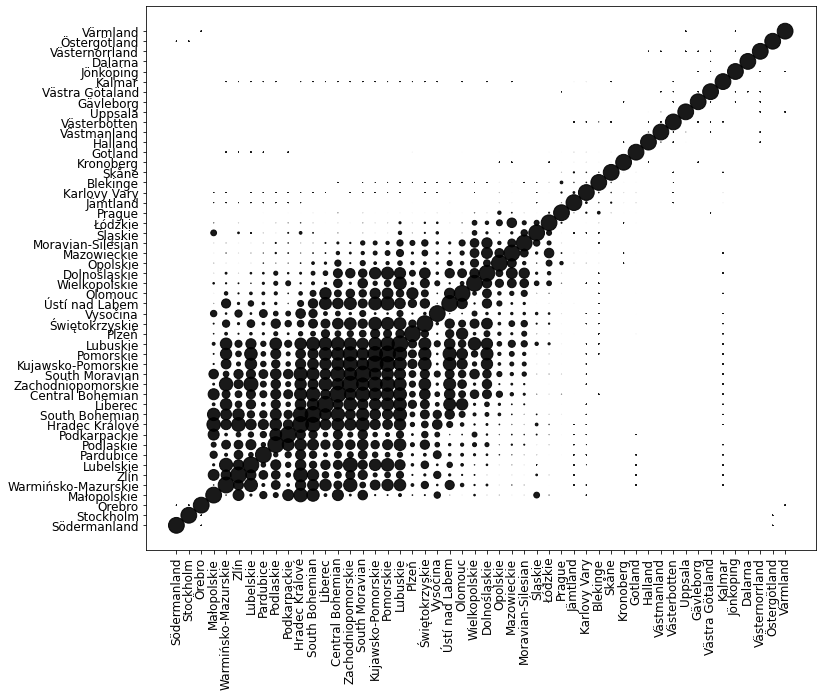 Värmland
Östergötland
Västernorrland
Dalarna
Jönköping
Kalmar
Västra Götaland
Gävleborg
Uppsala
Västerbotten
Västmanland
Halland
Gotland
Kronoberg
Skåne
Blekinge
Karlovy Vary
Jämtland
Prague
Łódzkie
Śląskie
Moravian-Silesian
Mazowieckie
Opolskie
Dolnośląskie
Wielkopolskie
Olomouc
Ústí nad Labem
Vysočina
Świętokrzyskie
Plzeň
Lubuskie
Pomorskie
Kujawsko-Pomorskie
South Moravian
Zachodniopomorskie
Central Bohemian
Liberec
South Bohemian
Hradec Králové
Podkarpackie
Podlaskie
Pardubice
Lubelskie
Zlín
Warmińsko-Mazurskie
Małopolskie
Örebro
Stockholm
Södermanland
Södermanland
Stockholm
Örebro
Małopolskie
Warmińsko-Mazurskie
Zlín
Lubelskie
Pardubice
Podlaskie
Podkarpackie
Hradec Králové
South Bohemian
Liberec
Central Bohemian
Zachodniopomorskie
South Moravian
Kujawsko-Pomorskie
Pomorskie
Lubuskie
Plzeň
Świętokrzyskie
Vysočina
Ústí nad Labem
Olomouc
Wielkopolskie
Dolnośląskie
Opolskie
Mazowieckie
Moravian-Silesian
Śląskie
Łódzkie
Prague
Jämtland
Karlovy Vary
Blekinge
Skåne
Kronoberg
Gotland
Halland
Västmanland
Västerbotten
Uppsala
Gävleborg
Västra Götaland
Kalmar
Jönköping
Dalarna
Västernorrland
Östergötland
Värmland